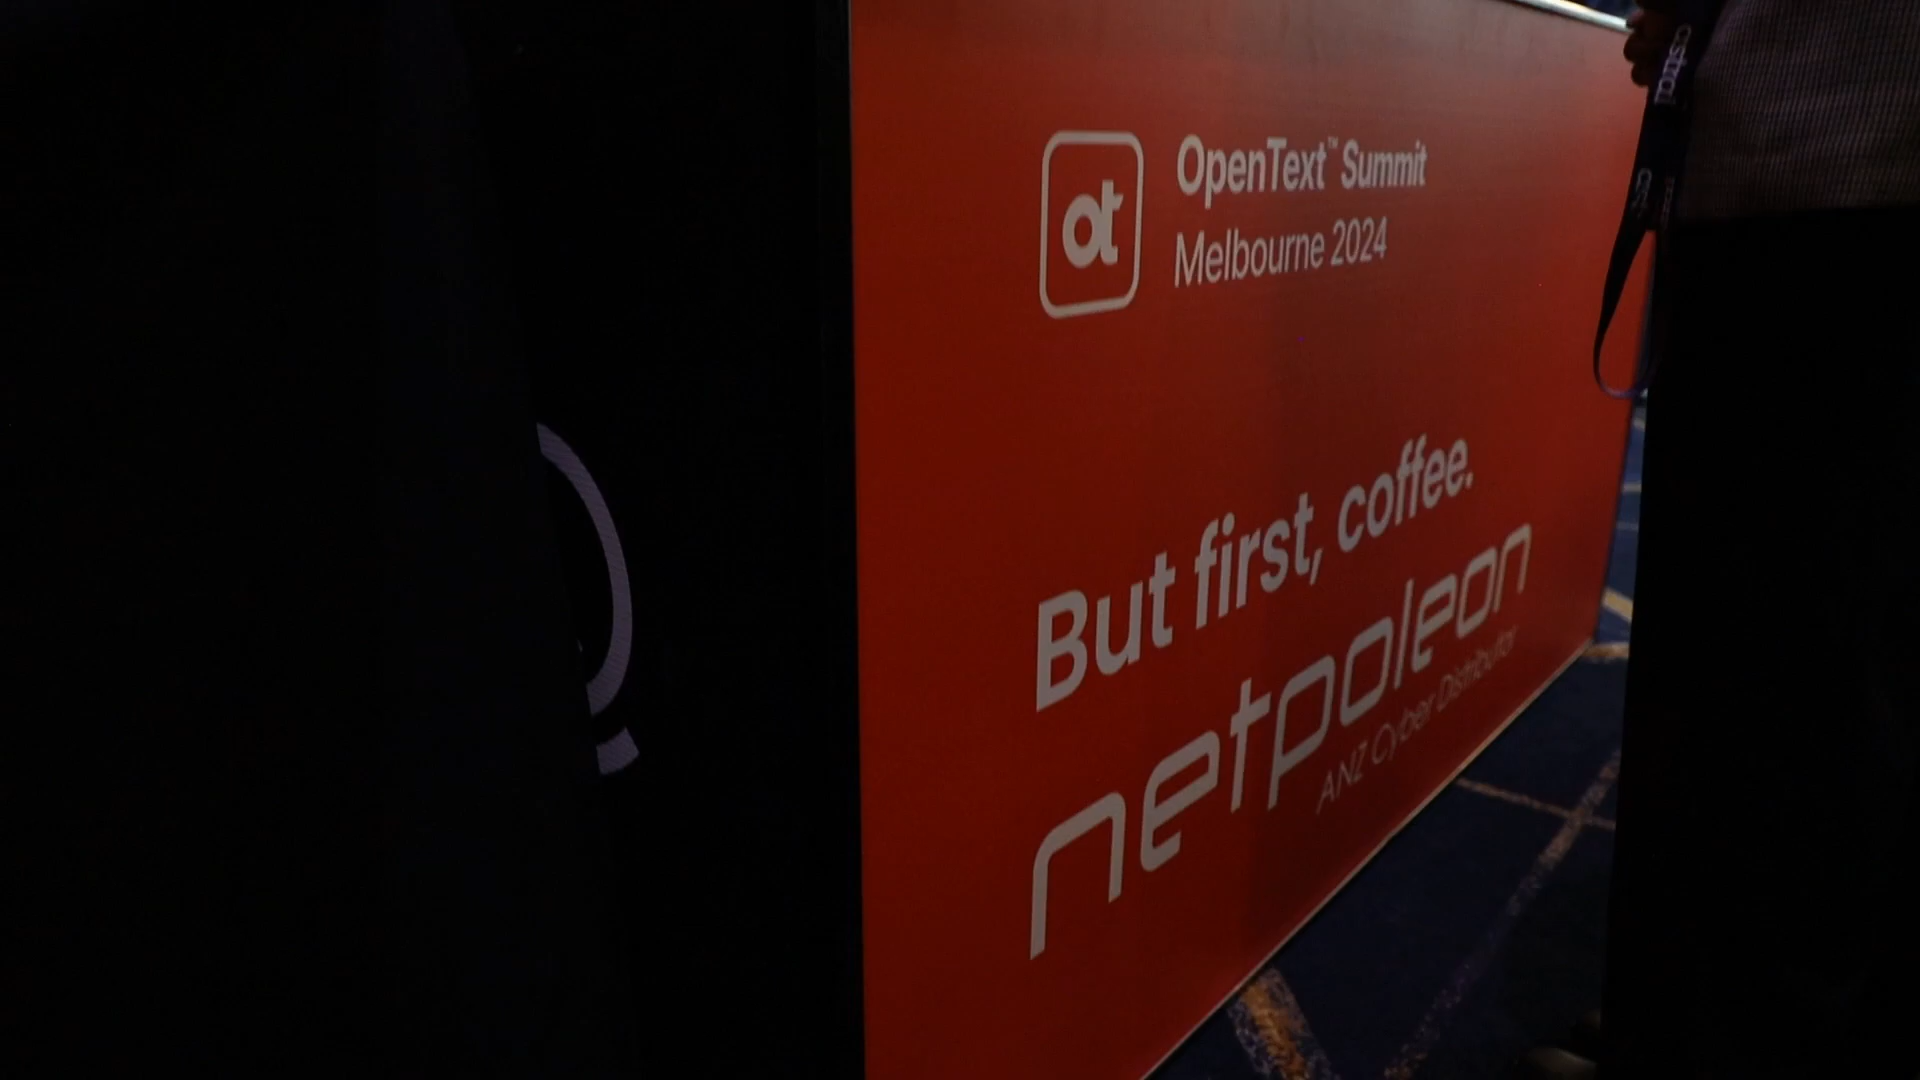 ot
OpenText™ Summit
Melbourne 2024
But first, coffee.
netpoleon
ANZ Cyber Distributor